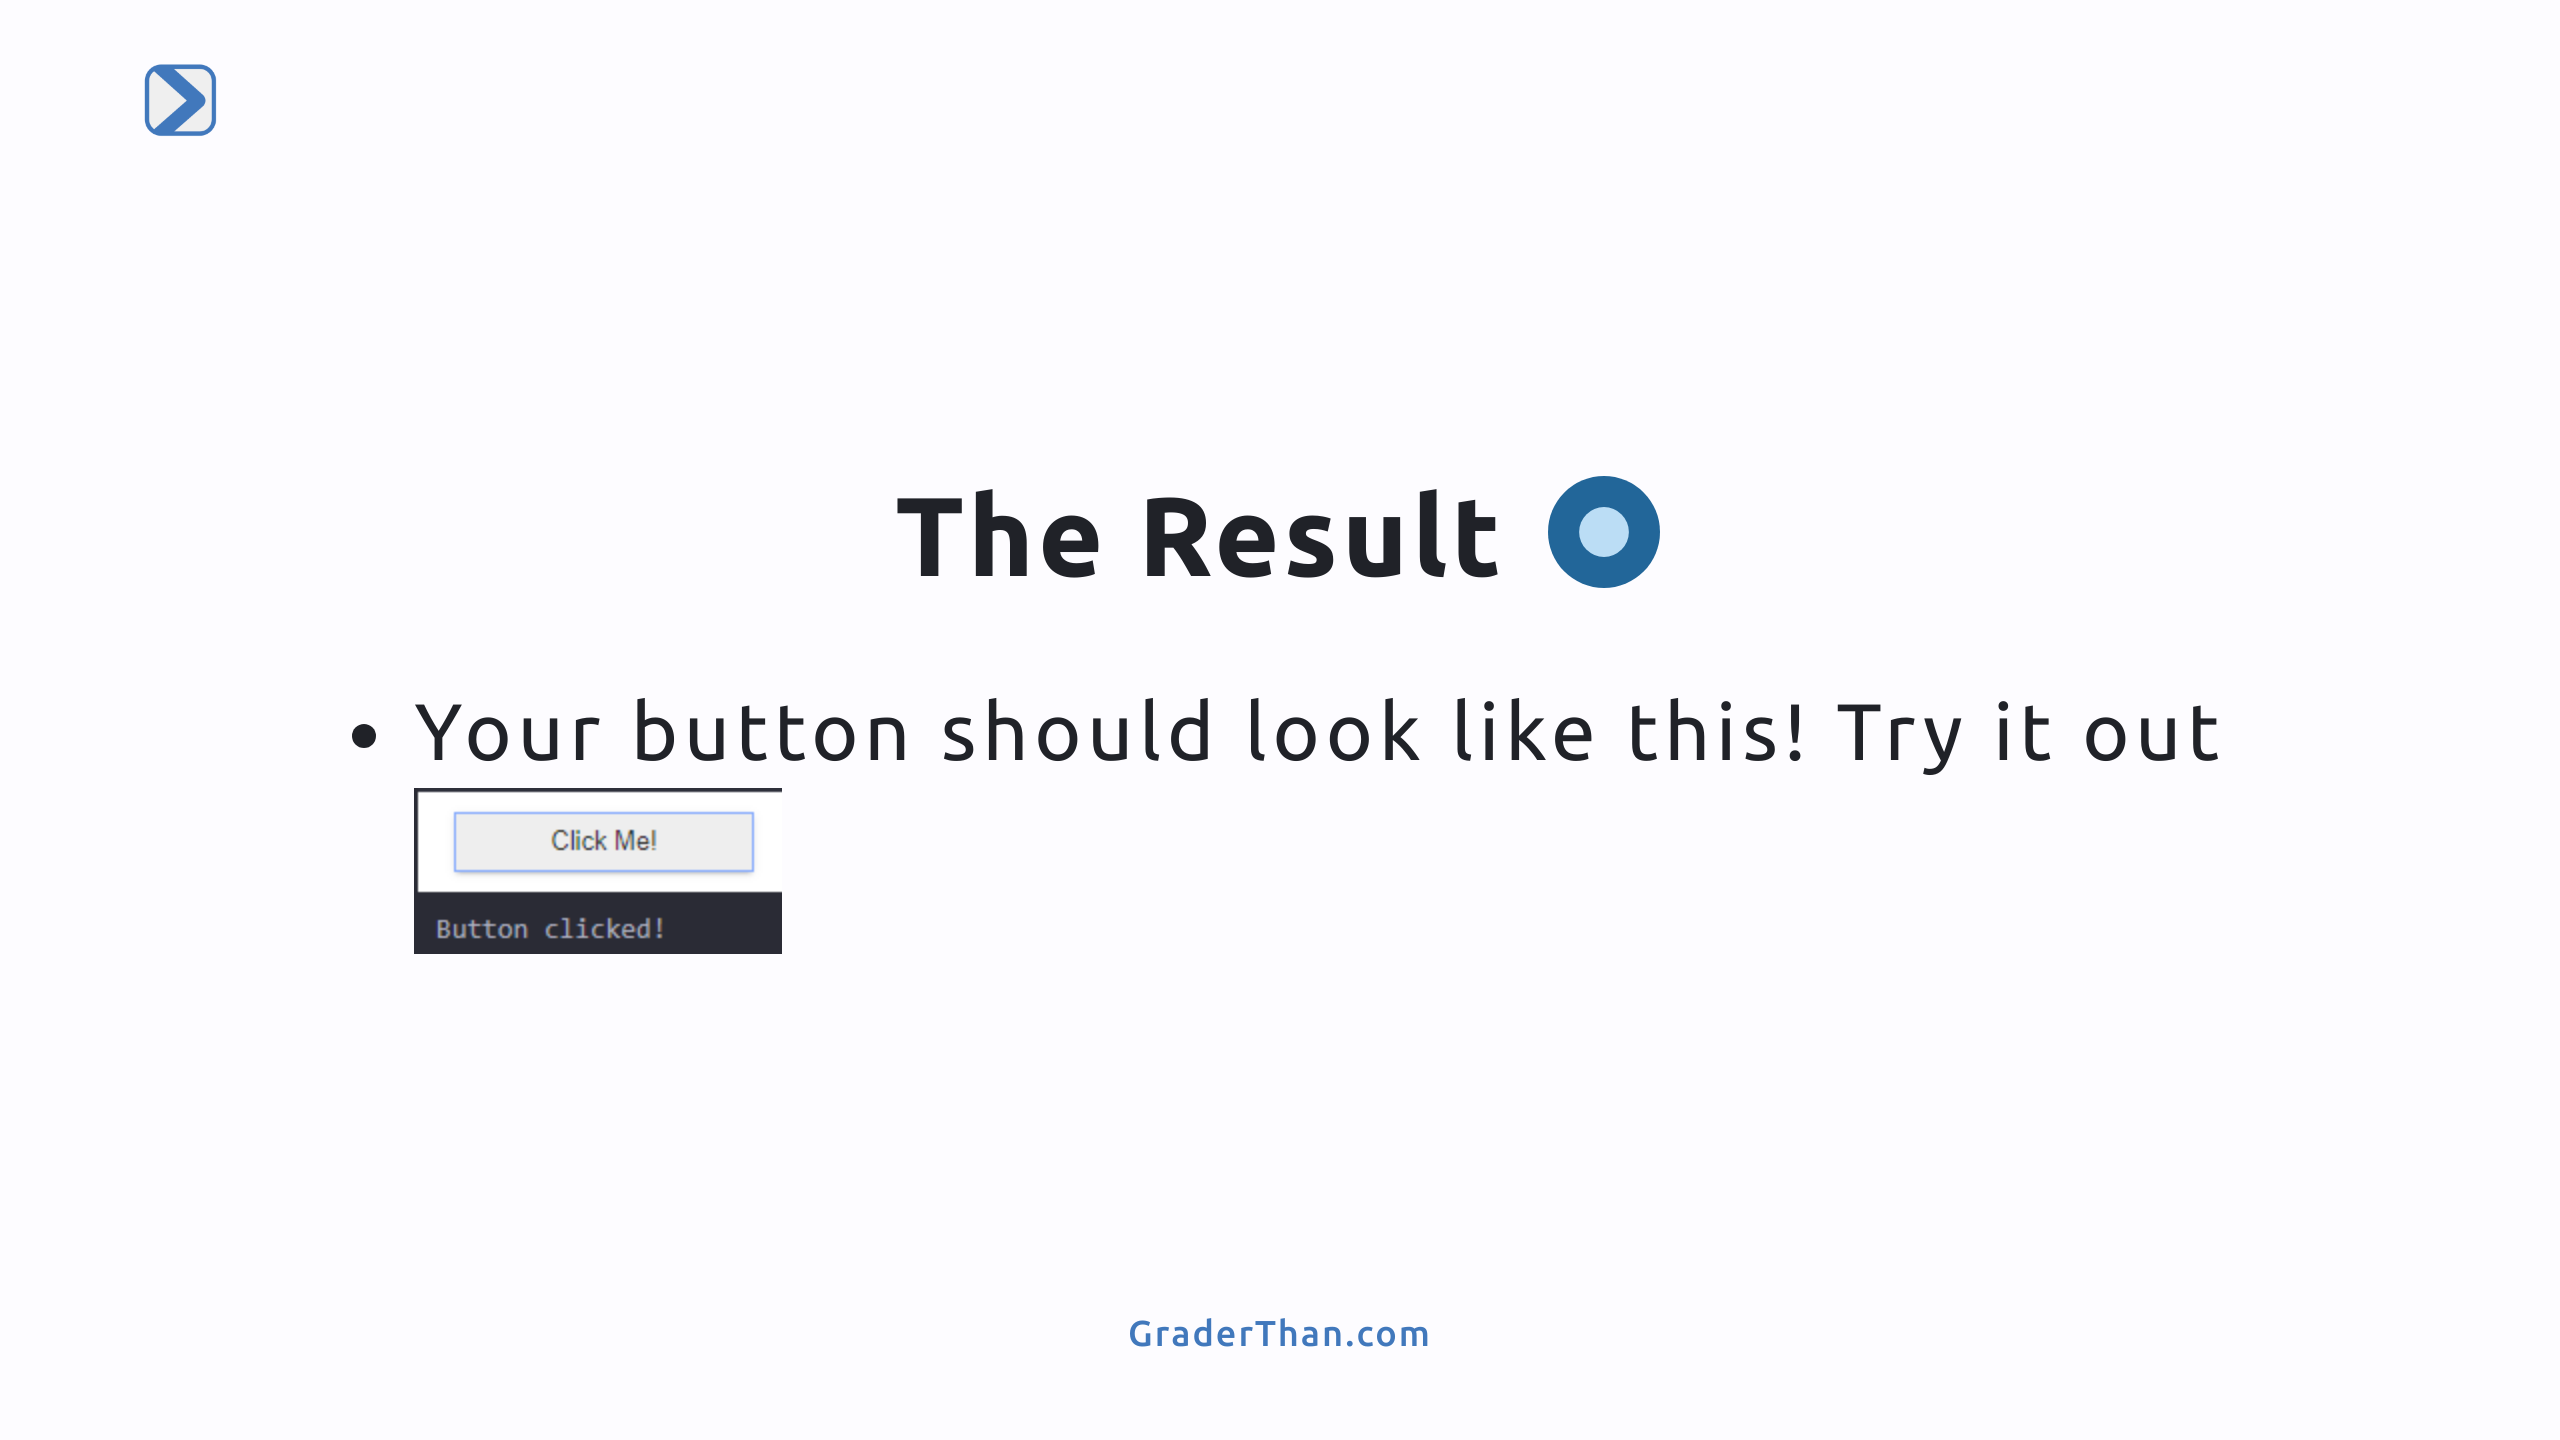 The Result
Your button should look like this! Try it out
Click Me!
Button clicked!
GraderThan.com